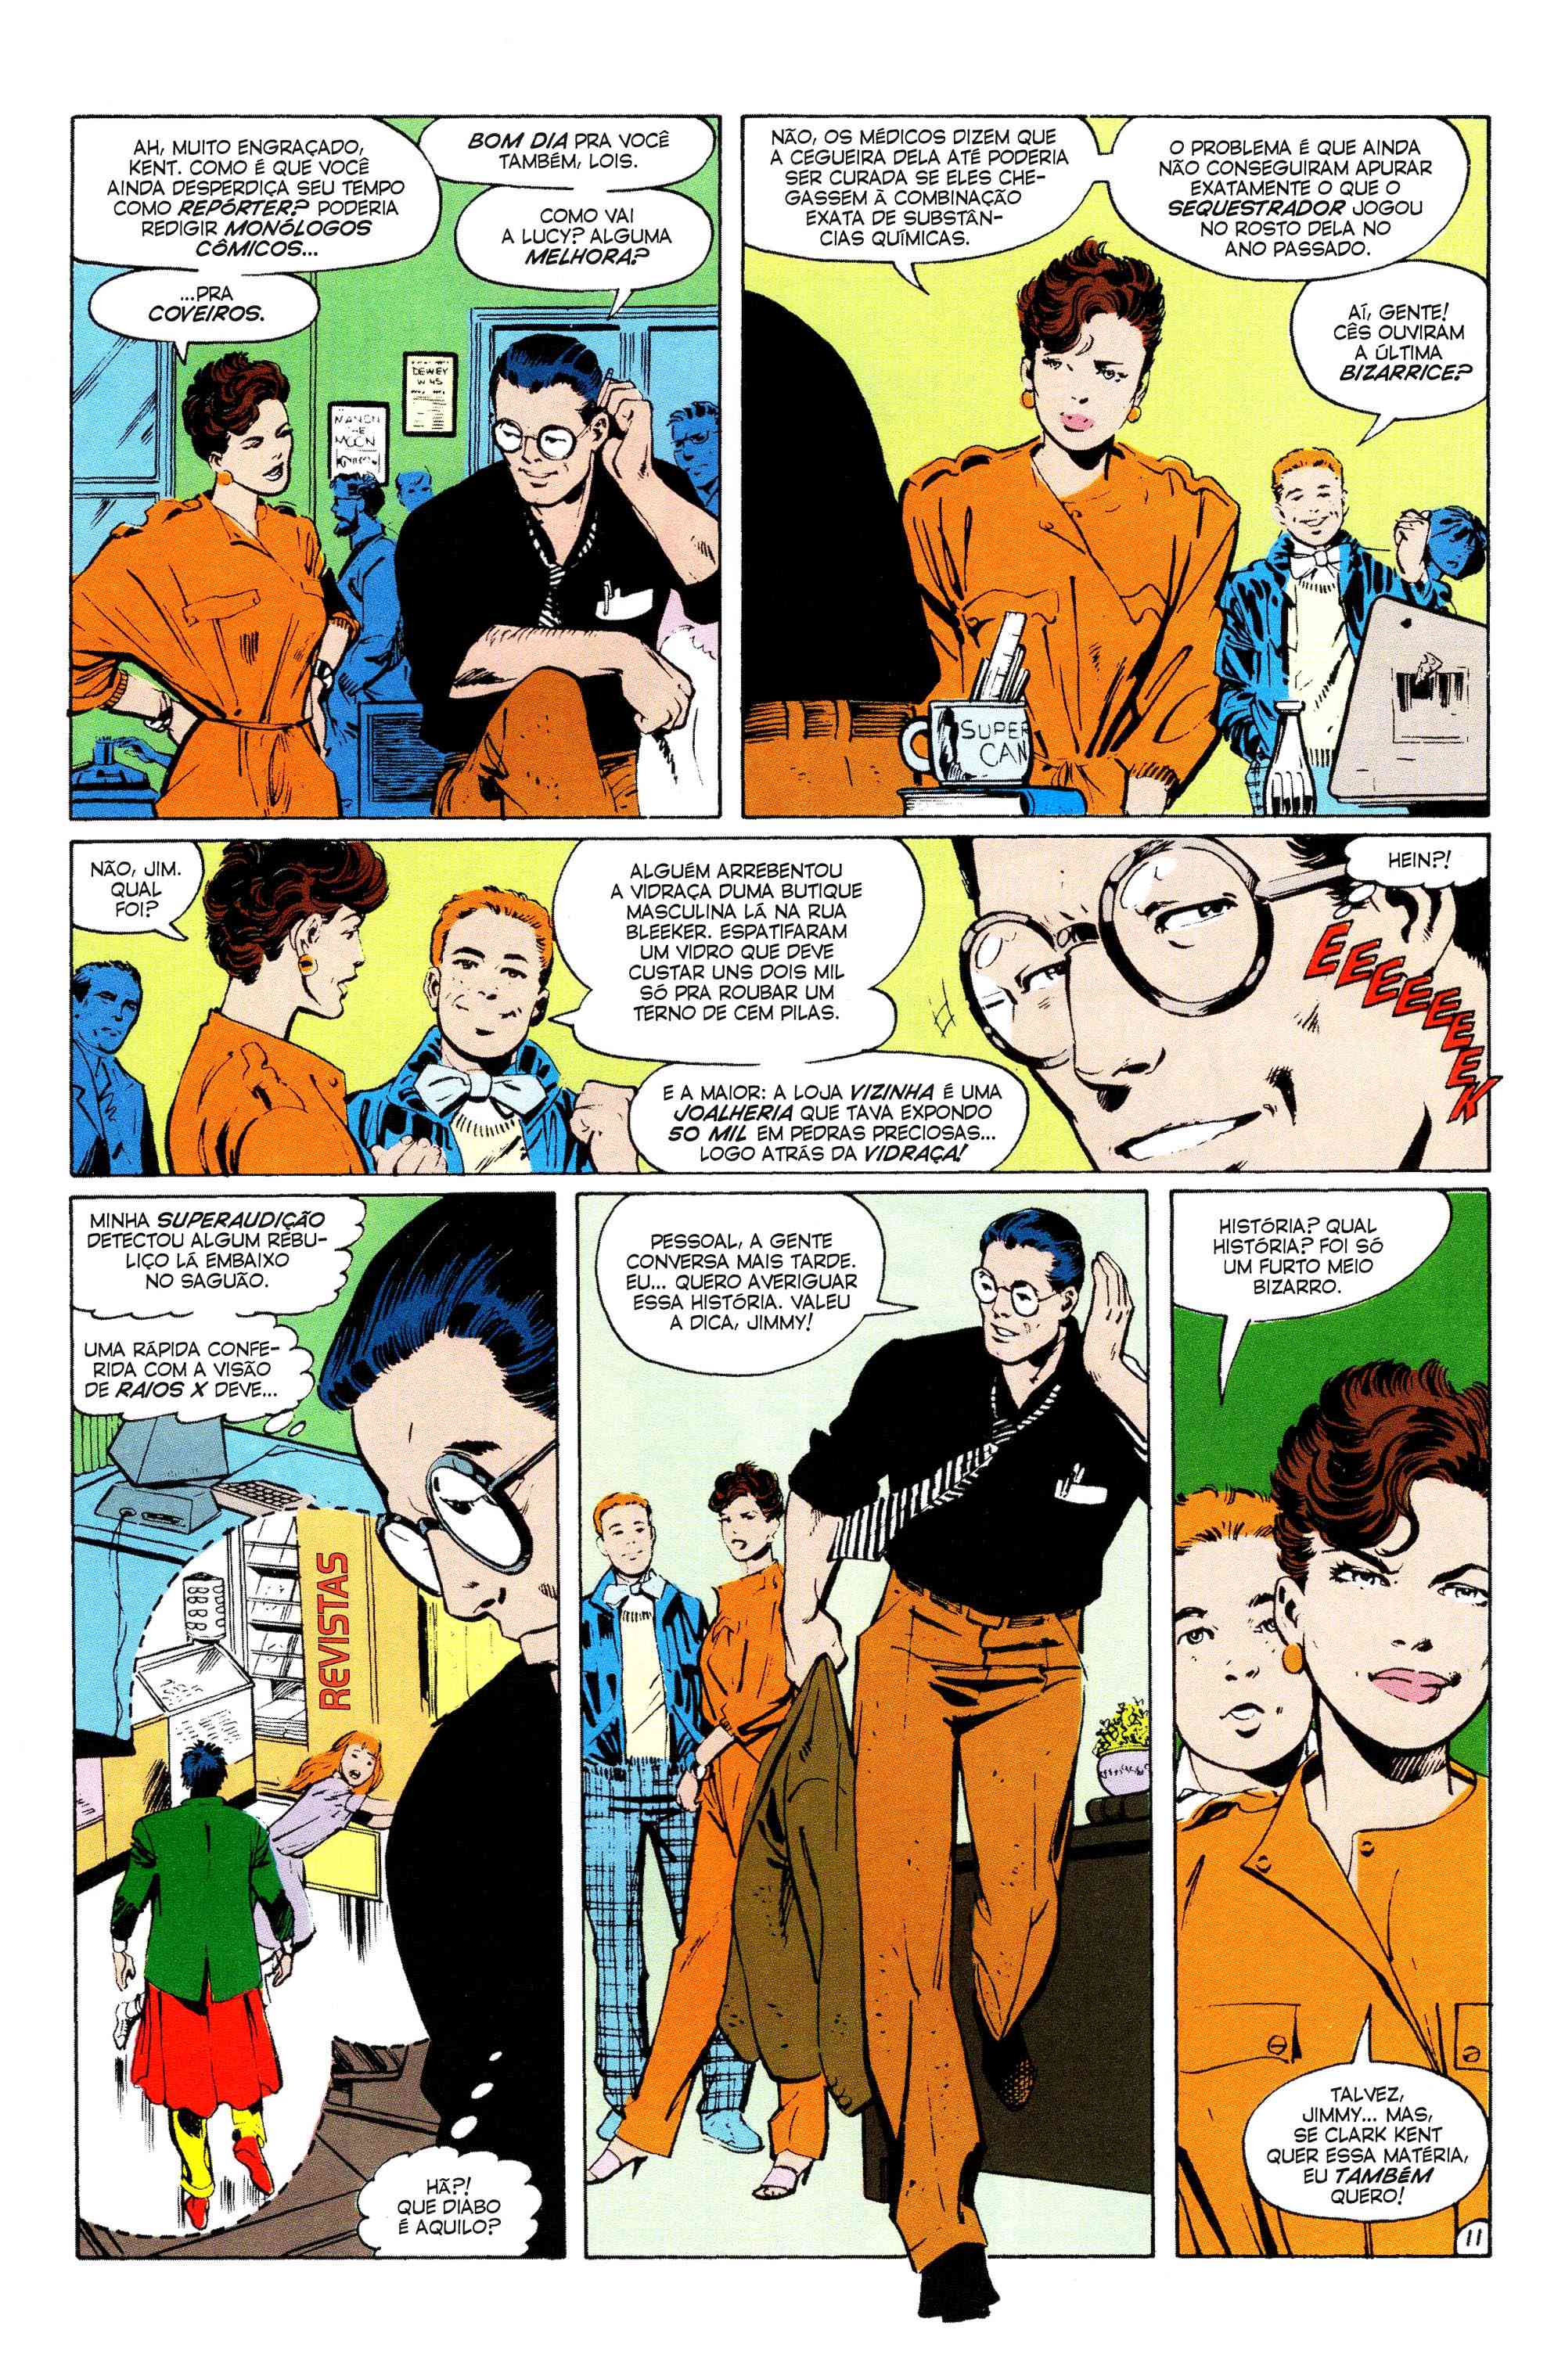 AH, MUITO ENGRAÇADO,
KENT. COMO É QUE VOCÊ
AINDA DESPERDIÇA SEU TEMPO
COMO REPÓRTER? PODERIA
REDIGIR MONÓLOGOS
CÔMICOS...
...PRA
COVEIROS.
BOM DIA PRA VOCÊ
TAMBÉM, LOIS.
COMO VAI
A LUCY? ALGUMA
MELHORA?
DEWEY
WINS
MAN ON
THE
MOON
NÃO, OS MÉDICOS DIZEM QUE
A CEGUEIRA DELA ATÉ PODERIA
SER CURADA SE ELES CHE-
GASSEM À COMBINAÇÃO
EXATA DE SUBSTÂN-
CIAS QUÍMICAS.
O PROBLEMA É QUE AINDA
NÃO CONSEGUIRAM APURAR
EXATAMENTE O QUE O
SEQUESTRADOR JOGOU
NO ROSTO DELA NO
ANO PASSADO.
AÍ, GENTE!
CÊS OUVIRAM
A ÚLTIMA
BIZARRICE?
SUPER
CAN
NÃO, JIM.
QUAL
FOI?
ALGUÉM ARREBENTOU
A VIDRAÇA DUMA BUTIQUE
MASCULINA LÁ NA RUA
BLEEKER. ESPATIFARAM
UM VIDRO QUE DEVE
CUSTAR UNS DOIS MIL
SÓ PRA ROUBAR UM
TERNO DE CEM PILAS.
E A MAIOR: A LOJA VIZINHA É UMA
JOALHERIA QUE TAVA EXPONDO
50 MIL EM PEDRAS PRECIOSAS...
LOGO ATRÁS DA VIDRAÇA!
HEIN?!
EEEEEEEEK
MINHA SUPERAUDIÇÃO
DETECTOU ALGUM REBU-
LIÇO LÁ EMBAIXO
NO SAGUÃO.
UMA RÁPIDA CONFE-
RIDA COM A VISÃO
DE RAIOS X DEVE...
REVISTAS
HÃ?!
QUE DIABO
É AQUILO?
PESSOAL, A GENTE
CONVERSA MAIS TARDE.
EU... QUERO AVERIGUAR
ESSA HISTÓRIA. VALEU
A DICA, JIMMY!
HISTÓRIA? QUAL
HISTÓRIA? FOI SÓ
UM FURTO MEIO
BIZARRO.
TALVEZ,
JIMMY... MAS,
SE CLARK KENT
QUER ESSA MATÉRIA,
EU TAMBÉM
QUERO!
11